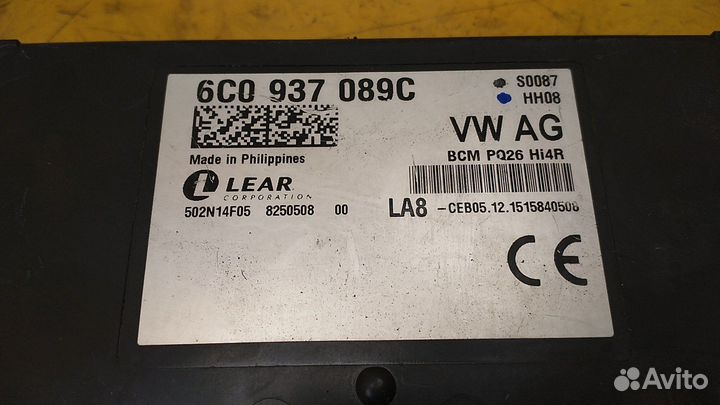 6C0 937 089C
S0087
HH08
VW AG
BCM PQ26 Hi4R
Made in Philippines
LEAR
CORPORATION
502N14F05 8250508 00
LA8 -CEB05.12.1515840508
CE
Avito